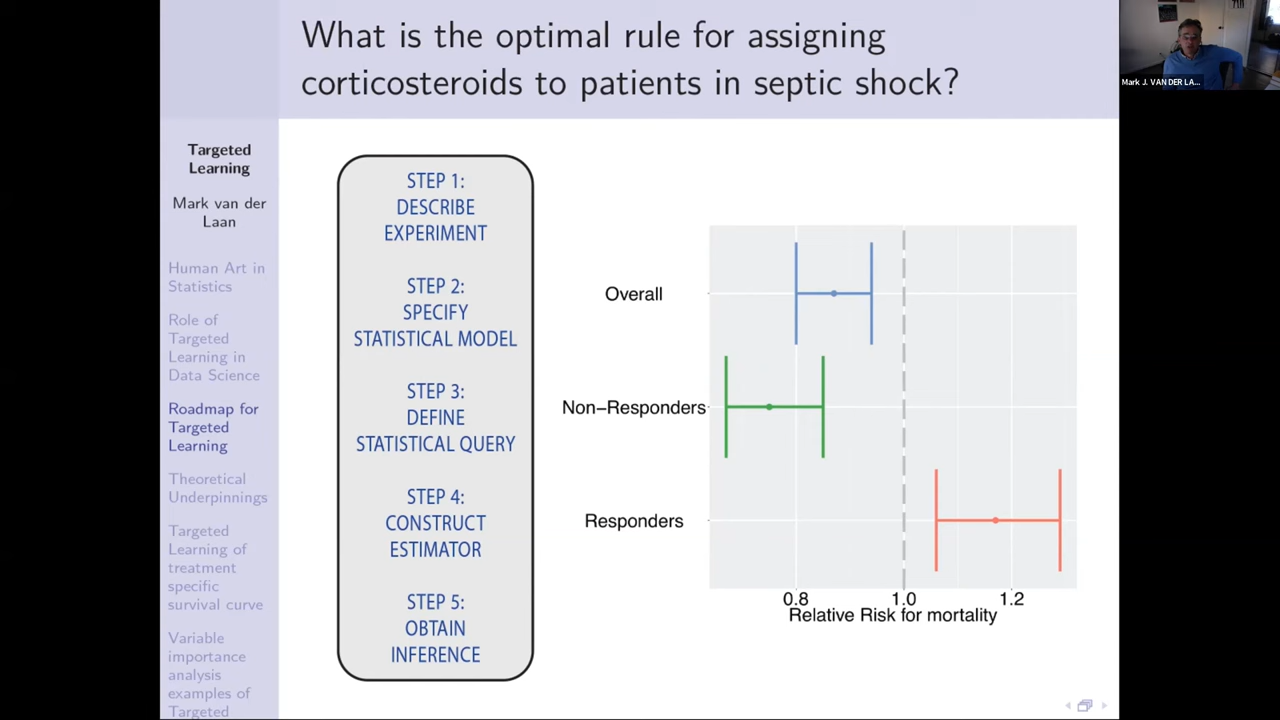 What is the optimal rule for assigning
corticosteroids to patients in septic shock?
Mark J. VAN DER LA...
Targeted
Learning
Mark van der
Laan
Human Art in
Statistics
Role of
Targeted
Learning in
Data Science
Roadmap for
Targeted
Learning
Theoretical
Underpinnings
Targeted
Learning of
treatment
specific
survival curve
Variable
importance
analysis
examples of
Targeted
STEP 1:
DESCRIBE
EXPERIMENT
STEP 2:
SPECIFY
STATISTICAL MODEL
STEP 3:
DEFINE
STATISTICAL QUERY
STEP 4:
CONSTRUCT
ESTIMATOR
STEP 5:
OBTAIN
INFERENCE
Overall
Non-Responders
Responders
0.8 1.0 1.2
Relative Risk for mortality